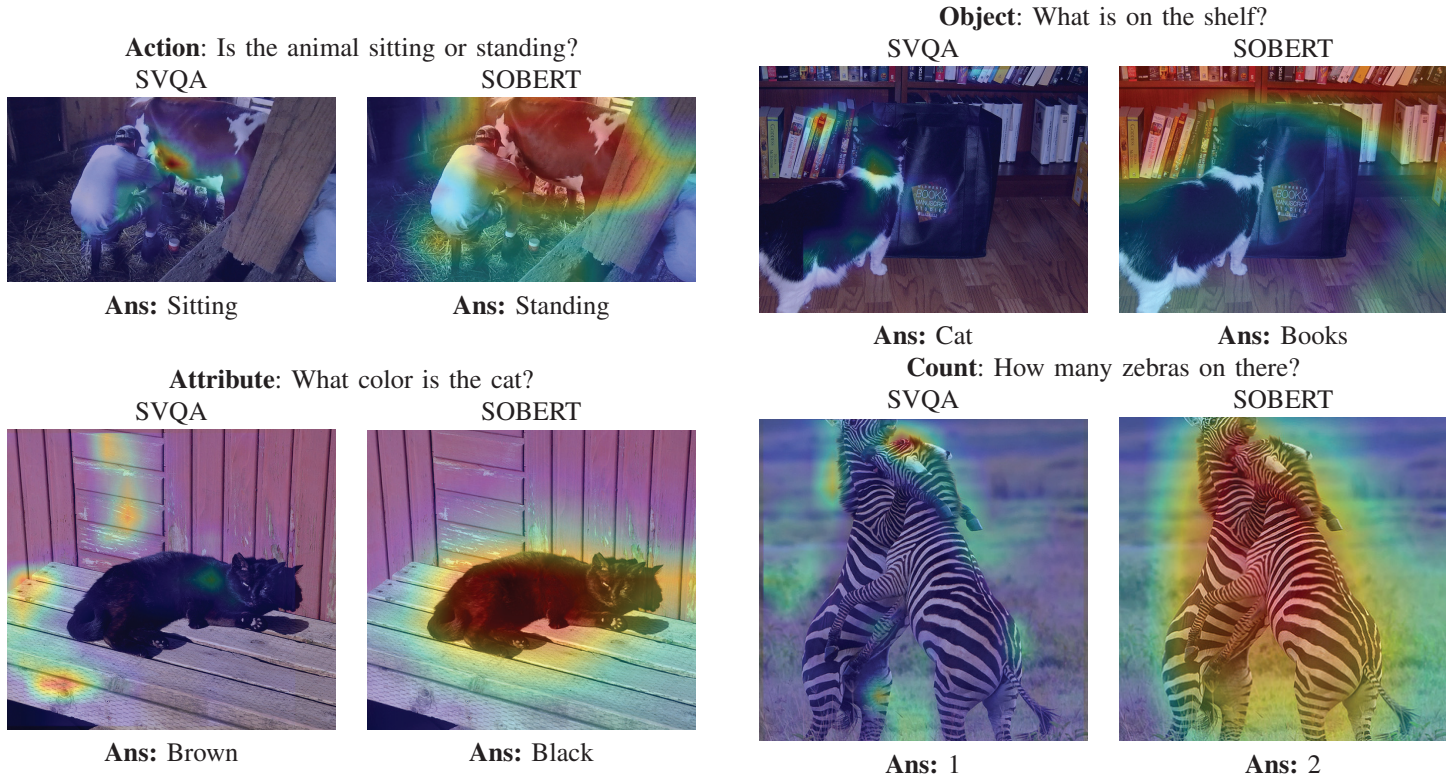 Action: Is the animal sitting or standing?
SVQA
SOBERT
Ans: Sitting
Ans: Standing
Object: What is on the shelf?
SVQA
SOBERT
BOOKS
MANUSCRIPT
Ans: Cat
Ans: Books
Attribute: What color is the cat?
SVQA
SOBERT
Ans: Brown
Ans: Black
Count: How many zebras on there?
SVQA
SOBERT
Ans: 1
Ans: 2